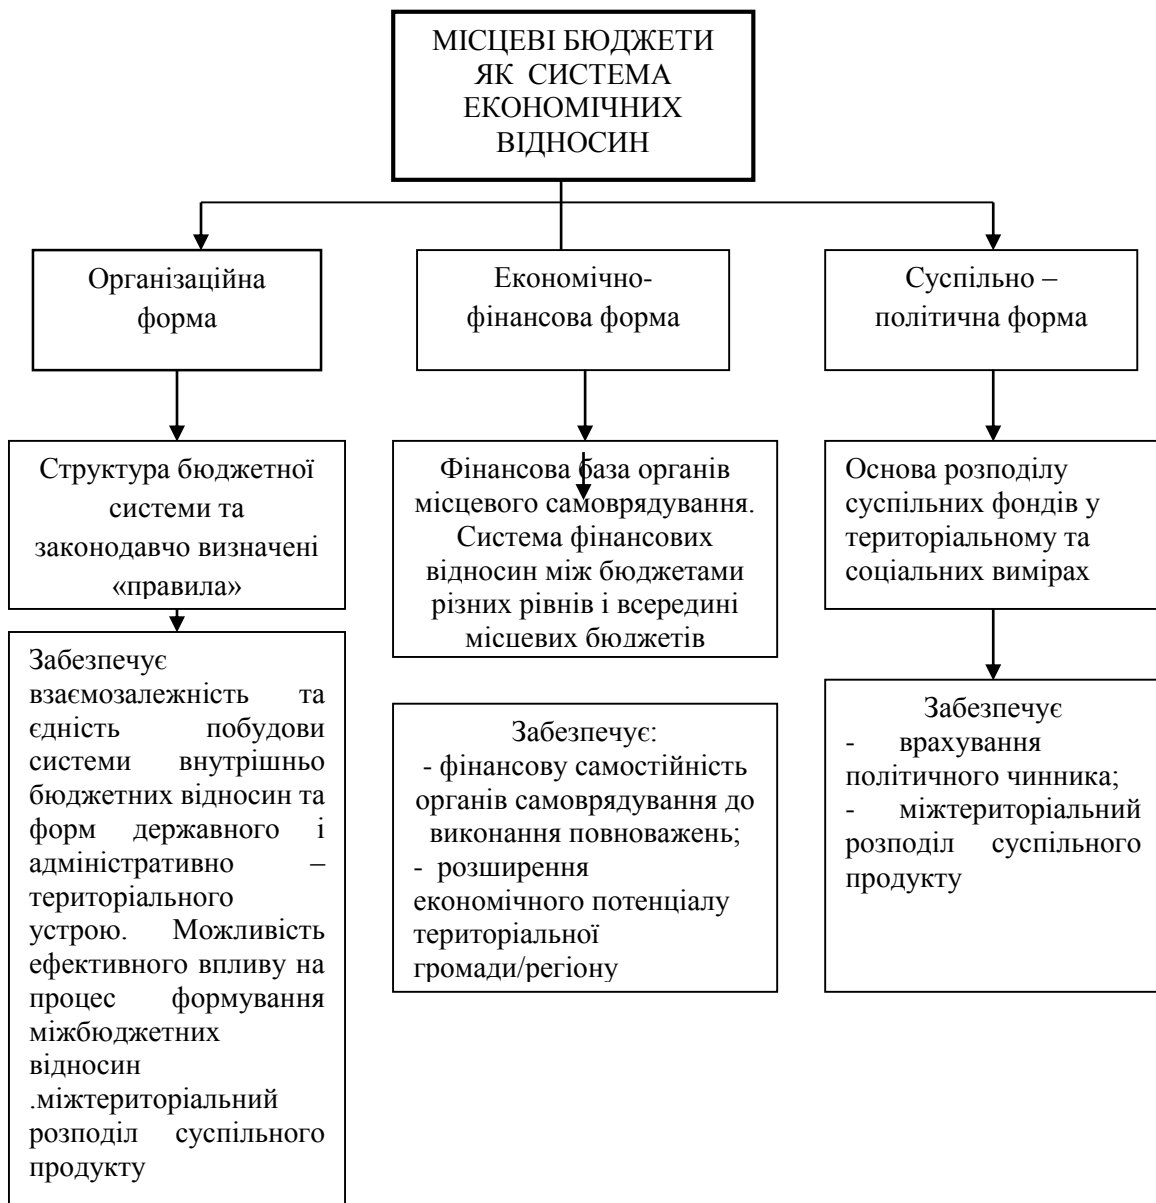 МІСЦЕВІ БЮДЖЕТИ
ЯК СИСТЕМА
ЕКОНОМІЧНИХ
ВІДНОСИН
Організаційна
форма
Економічно-
фінансова форма
Суспільно –
політична форма
Структура бюджетної
системи та
законодавчо визначені
«правила»
Фінансова база органів
місцевого самоврядування.
Система фінансових
відносин між бюджетами
різних рівнів і всередині
місцевих бюджетів
Основа розподілу
суспільних фондів у
територіальному та
соціальних вимірах
Забезпечує
взаємозалежність та
єдність побудови
системи внутрішньо
бюджетних відносин та
форм державного і
адміністративно –
територіального
устрою. Можливість
ефективного впливу на
процес формування
міжбюджетних
відносин
.міжтериторіальний
розподіл суспільного
продукту
Забезпечує:
- фінансову самостійність
органів самоврядування до
виконання повноважень;
- розширення
економічного потенціалу
територіальної
громади/регіону
Забезпечує
- врахування
політичного чинника;
- міжтериторіальний
розподіл суспільного
продукту